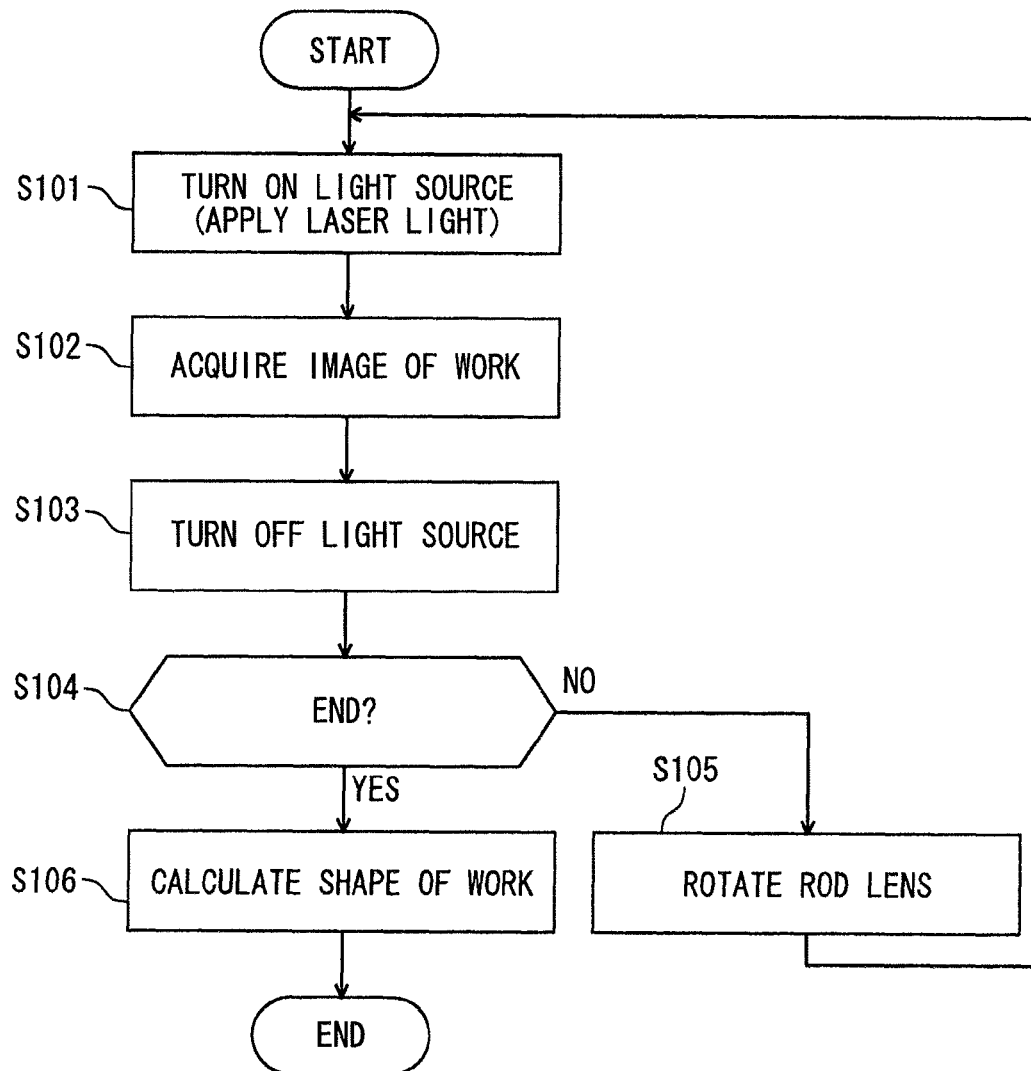 START
S101
TURN ON LIGHT SOURCE
(APPLY LASER LIGHT)
S102
ACQUIRE IMAGE OF WORK
S103
TURN OFF LIGHT SOURCE
S104
END?
NO
YES
S105
ROTATE ROD LENS
S106
CALCULATE SHAPE OF WORK
END